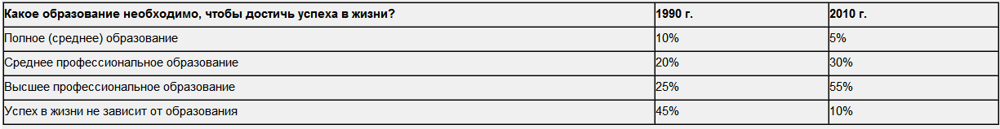 Какое образование необходимо, чтобы достичь успеха в жизни? 1990 г. 2010 г.
Полное (среднее) образование 10% 5%
Среднее профессиональное образование 20% 30%
Высшее профессиональное образование 25% 55%
Успех в жизни не зависит от образования 45% 10%